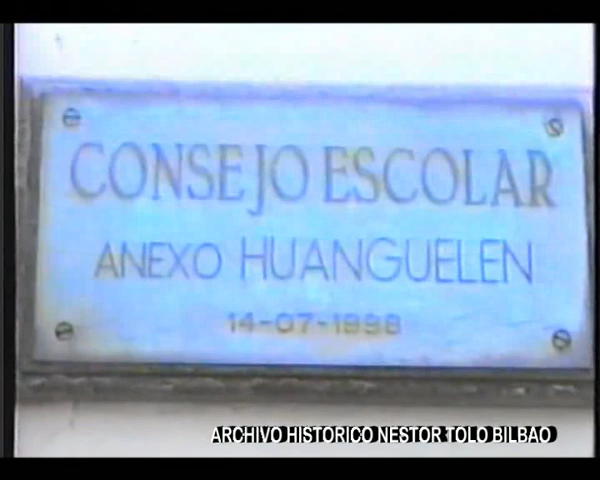 CONSEJO ESCOLAR
ANEXO HUANGUELEN
14-07-1998
ARCHIVO HISTORICO NESTOR TOLO BILBAO